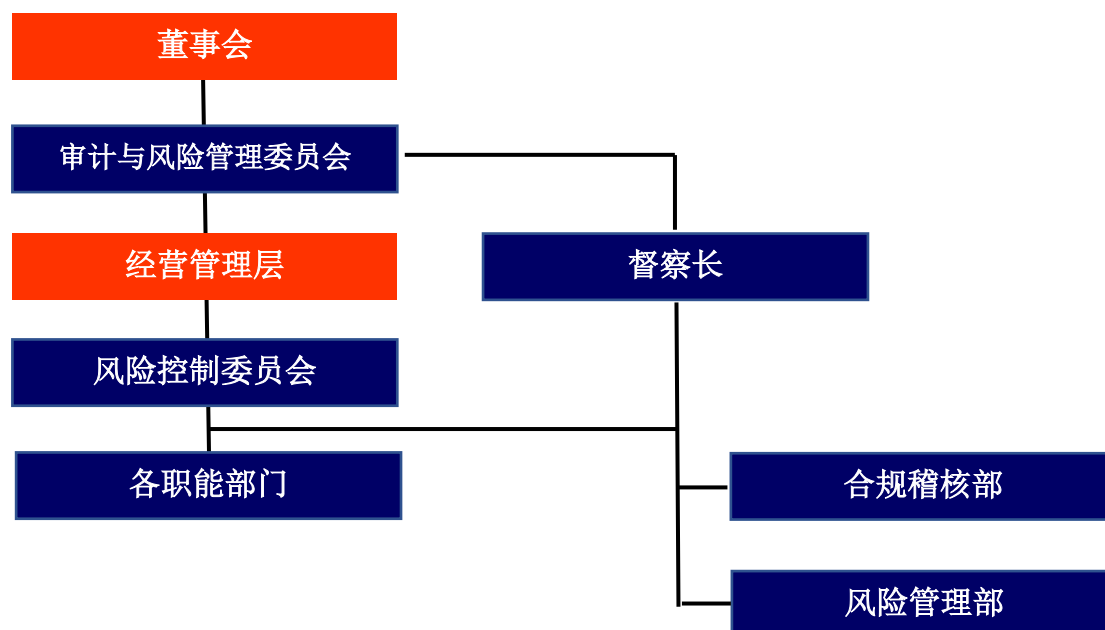 董事会
审计与风险管理委员会
经营管理层
督察长
风险控制委员会
各职能部门
合规稽核部
风险管理部